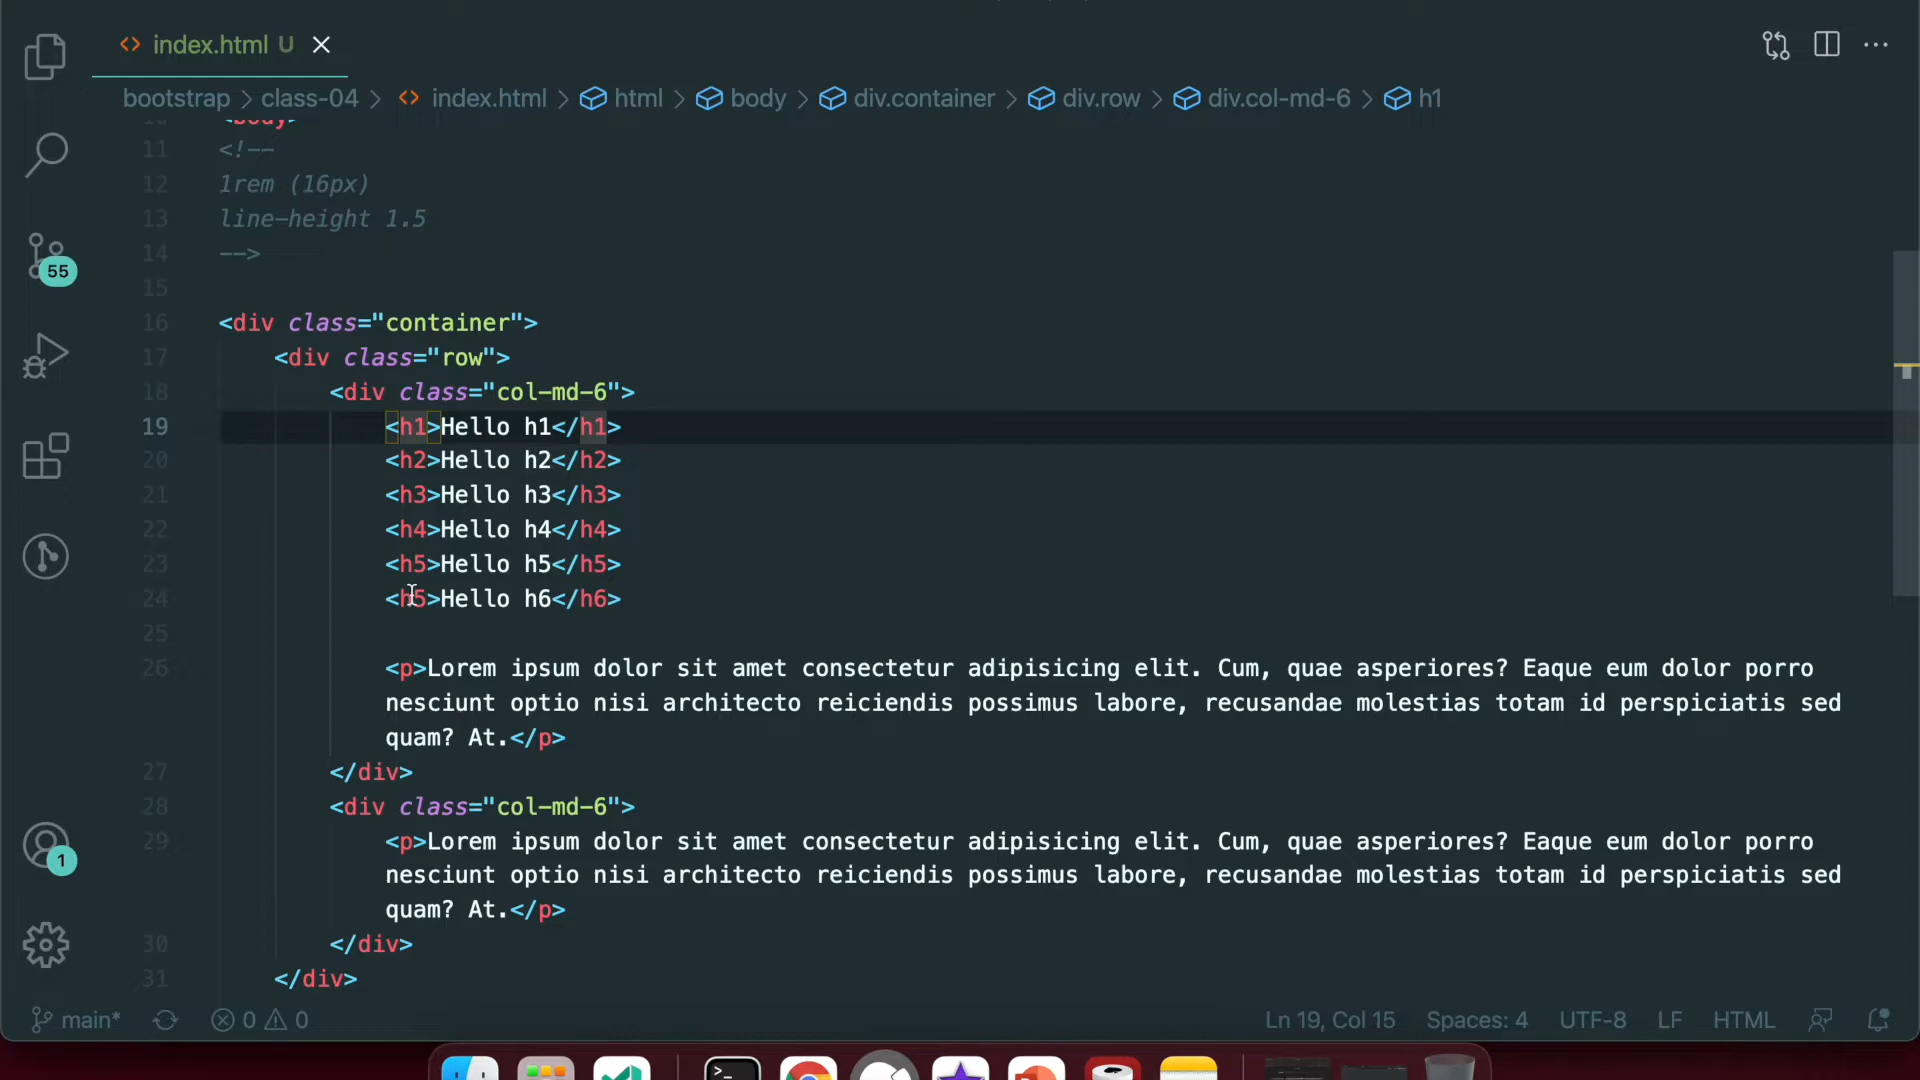 index.html U
bootstrap > class-04 > index.html > html > body > div.container > div.row > div.col-md-6 > h1
10 <body>
11 <!--
12 1rem (16px)
13 line-height 1.5
14 -->
15
16 <div class="container">
17 <div class="row">
18 <div class="col-md-6">
19 <h1>Hello h1</h1>
20 <h2>Hello h2</h2>
21 <h3>Hello h3</h3>
22 <h4>Hello h4</h4>
23 <h5>Hello h5</h5>
24 <h5>Hello h6</h6>
25
26 <p>Lorem ipsum dolor sit amet consectetur adipisicing elit. Cum, quae asperiores? Eaque eum dolor porro
nesciunt optio nisi architecto reiciendis possimus labore, recusandae molestias totam id perspiciatis sed
quam? At.</p>
27 </div>
28 <div class="col-md-6">
29 <p>Lorem ipsum dolor sit amet consectetur adipisicing elit. Cum, quae asperiores? Eaque eum dolor porro
nesciunt optio nisi architecto reiciendis possimus labore, recusandae molestias totam id perspiciatis sed
quam? At.</p>
30 </div>
31 </div>
55
1
main* 0 0 Ln 19, Col 15 Spaces: 4 UTF-8 LF HTML